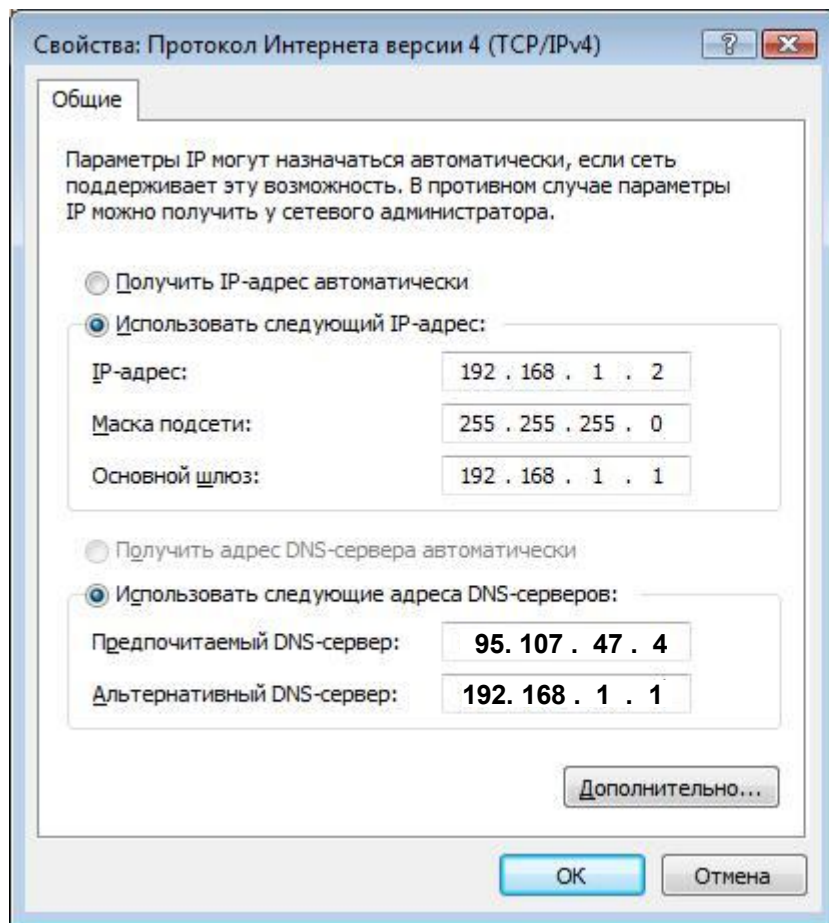 Свойства: Протокол Интернета версии 4 (TCP/IPv4)
Общие
Параметры IP могут назначаться автоматически, если сеть
поддерживает эту возможность. В противном случае параметры
IP можно получить у сетевого администратора.
Получить IP-адрес автоматически
Использовать следующий IP-адрес:
IP-адрес: 192 . 168 . 1 . 2
Маска подсети: 255 . 255 . 255 . 0
Основной шлюз: 192 . 168 . 1 . 1
Получить адрес DNS-сервера автоматически
Использовать следующие адреса DNS-серверов:
Предпочитаемый DNS-сервер: 95. 107 . 47 . 4
Альтернативный DNS-сервер: 192. 168 . 1 . 1
Дополнительно...
ОК Отмена